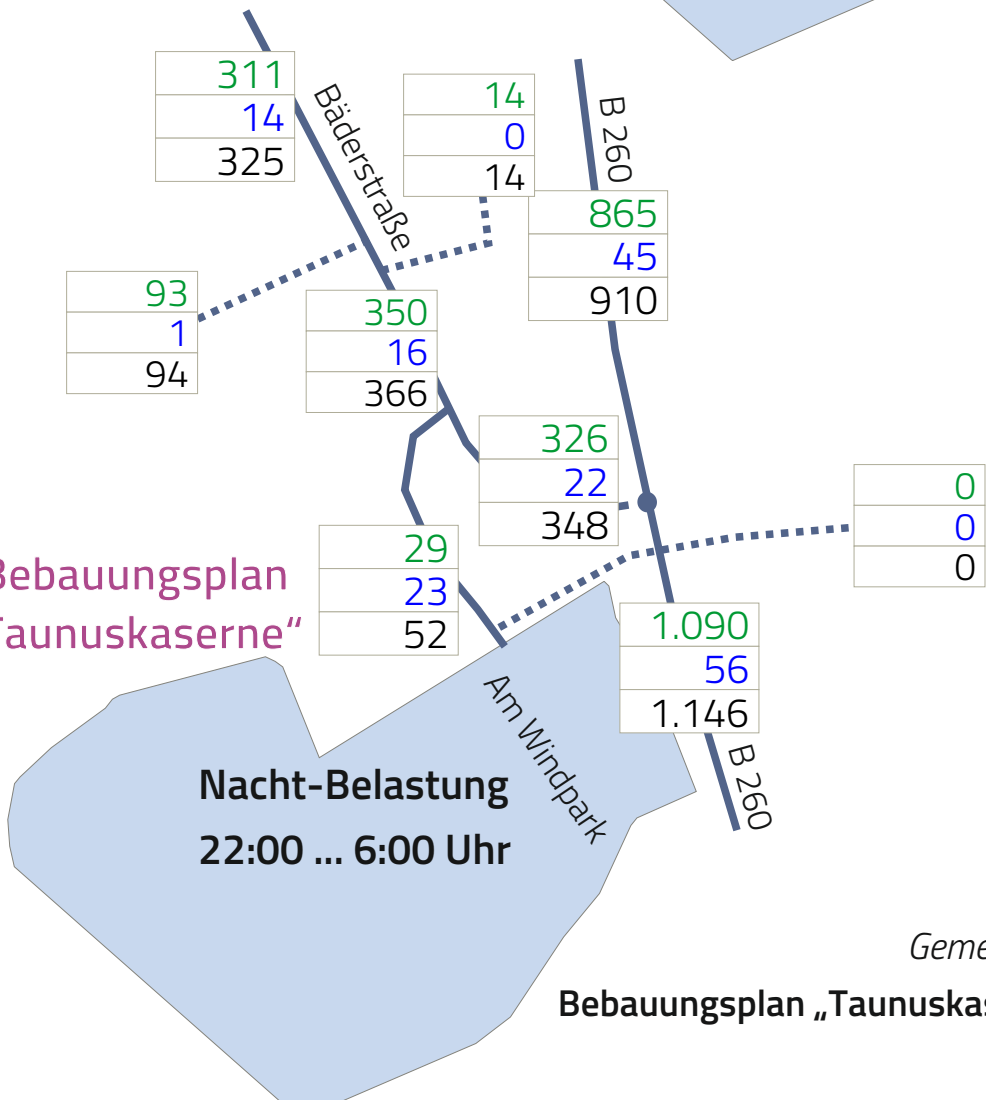 311
14
325
Bäderstraße
14
0
14
B 260
865
45
910
93
1
94
350
16
366
326
22
348
0
0
0
29
23
52
Bebauungsplan
Taunuskaserne“
1.090
56
1.146
Am Windpark
B 260
Nacht-Belastung
22:00 ... 6:00 Uhr
Geme
Bebauungsplan „Taunuskas